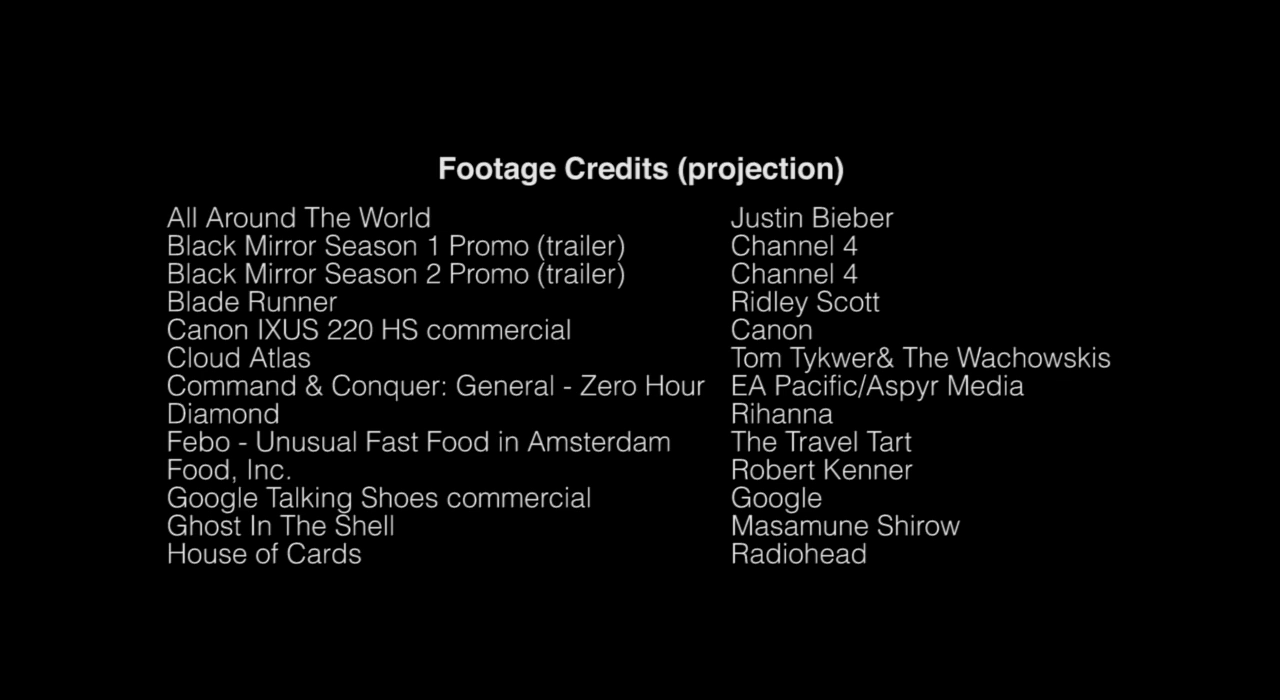 Footage Credits (projection)
All Around The World Justin Bieber
Black Mirror Season 1 Promo (trailer) Channel 4
Black Mirror Season 2 Promo (trailer) Channel 4
Blade Runner Ridley Scott
Canon IXUS 220 HS commercial Canon
Cloud Atlas Tom Tykwer& The Wachowskis
Command & Conquer: General - Zero Hour EA Pacific/Aspyr Media
Diamond Rihanna
Febo - Unusual Fast Food in Amsterdam The Travel Tart
Food, Inc. Robert Kenner
Google Talking Shoes commercial Google
Ghost In The Shell Masamune Shirow
House of Cards Radiohead